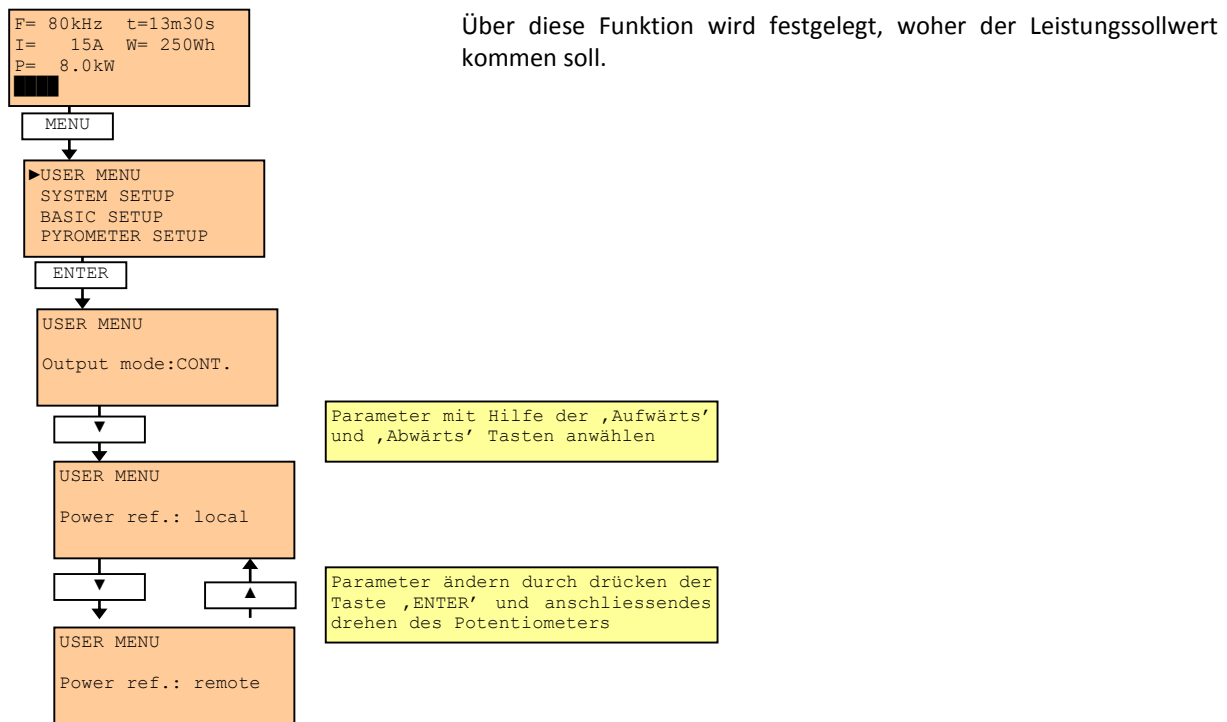 F= 80kHz t=13m30s
I= 15A W= 250Wh
P= 8.0kW
Über diese Funktion wird festgelegt, woher der Leistungssollwert
kommen soll.
MENU
►USER MENU
SYSTEM SETUP
BASIC SETUP
PYROMETER SETUP
ENTER
USER MENU
Output mode:CONT.
▼
Parameter mit Hilfe der ‚Aufwärts’
und ‚Abwärts’ Tasten anwählen
USER MENU
Power ref.: local
▼
▲
Parameter ändern durch drücken der
Taste ‚ENTER’ und anschliessendes
drehen des Potentiometers
USER MENU
Power ref.: remote